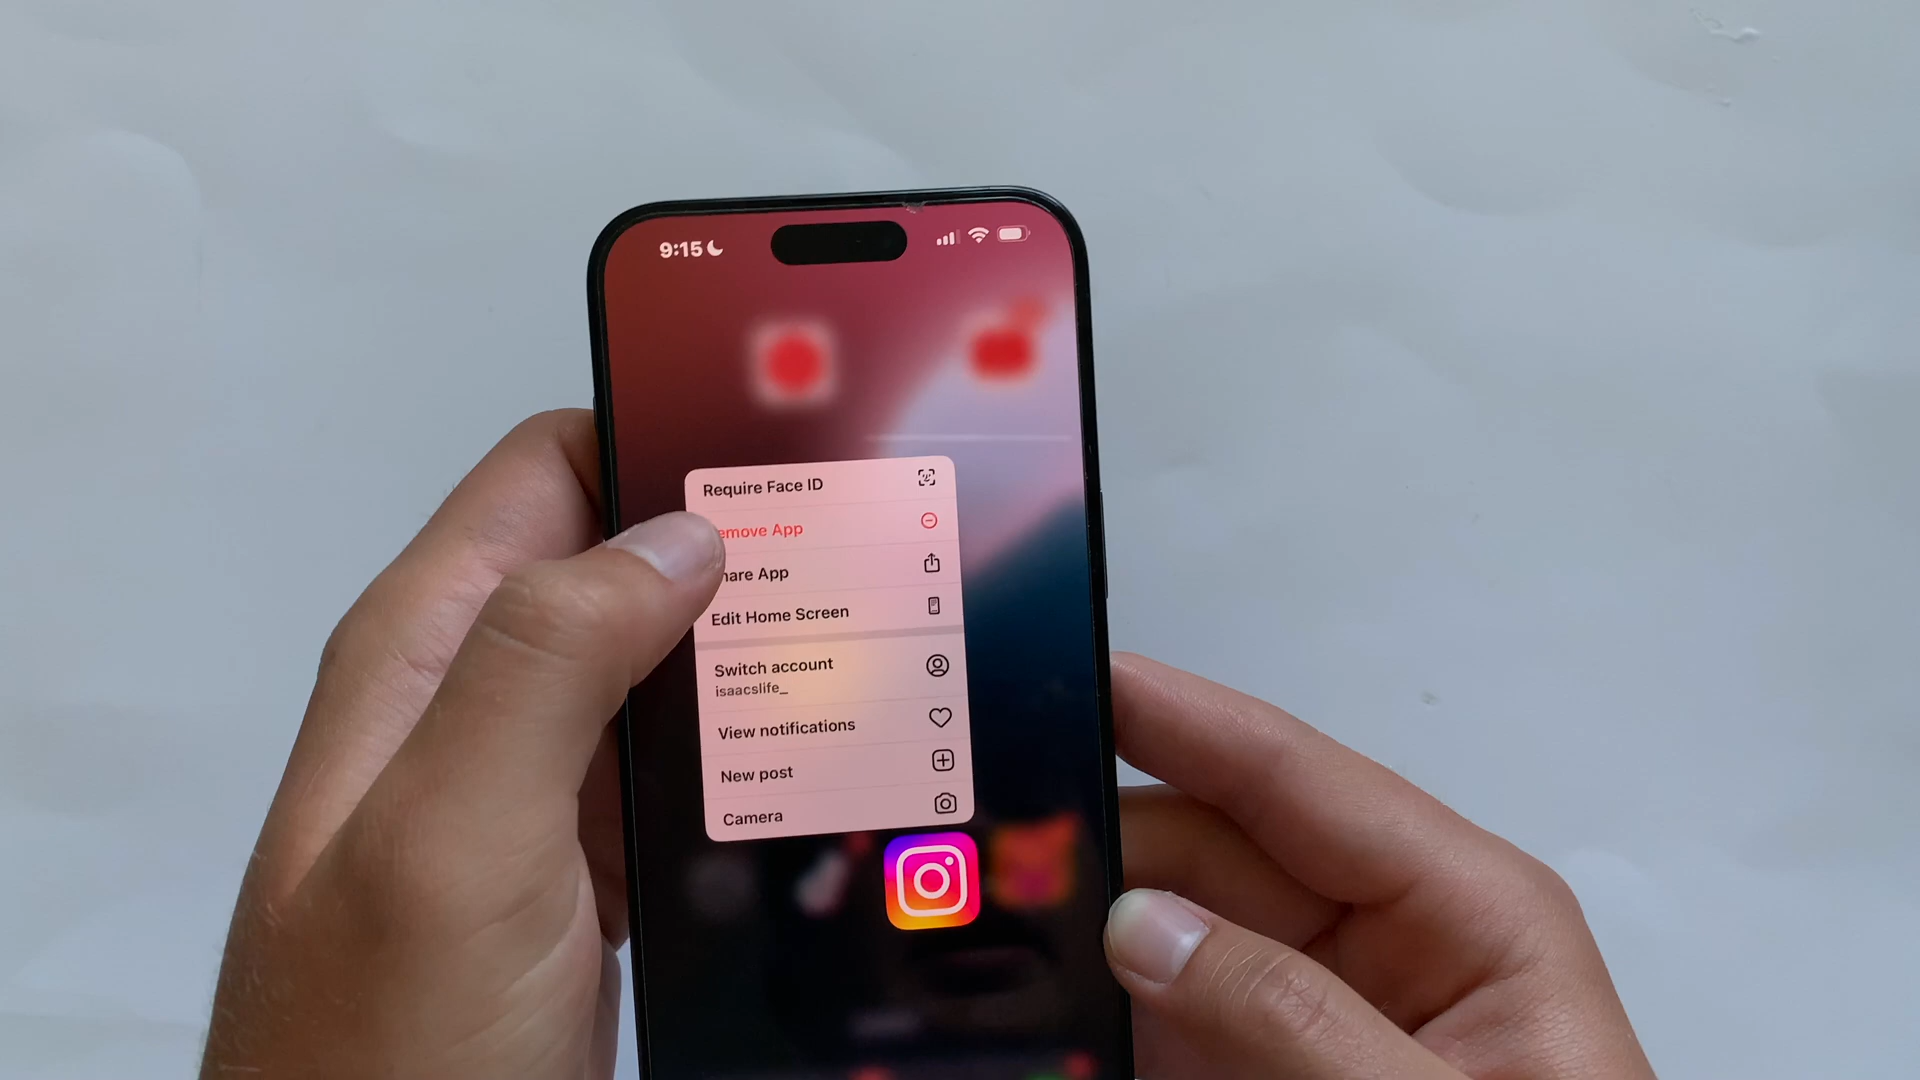 9:15
Require Face ID
emove App
hare App
Edit Home Screen
Switch account
isaacslife_
View notifications
New post
Camera